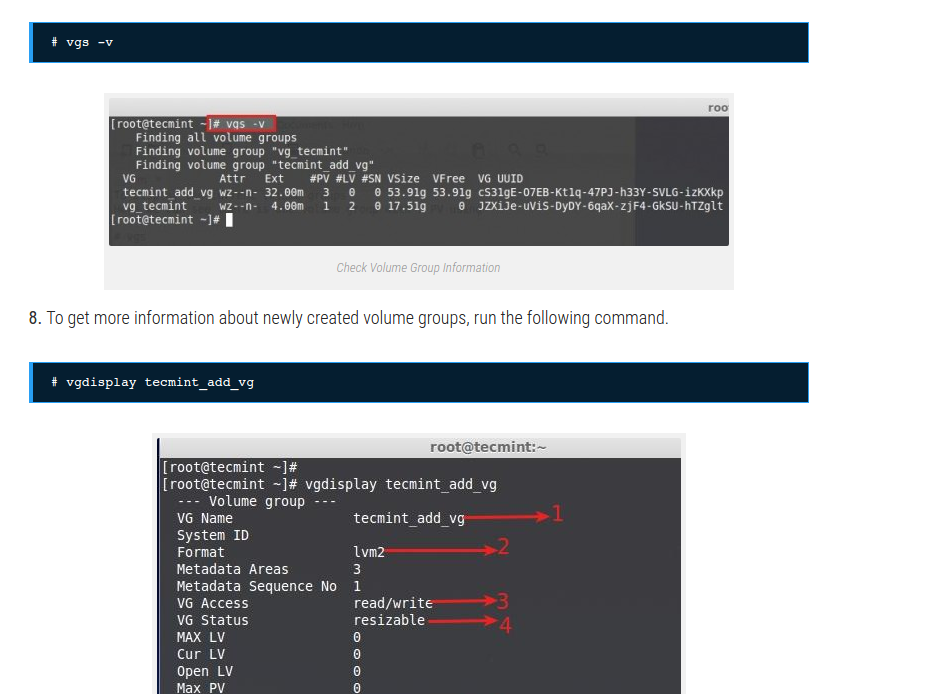 # vgs -v
roo
[root@tecmint ~]# vgs -v
Finding all volume groups
Finding volume group "vg_tecmint"
Finding volume group "tecmint_add_vg"
VG Attr Ext #PV #LV #SN VSize VFree VG UUID
tecmint_add_vg wz--n- 32.00m 3 0 0 53.91g 53.91g cS31gE-O7EB-Kt1q-47PJ-h33Y-SVLG-izKXkp
vg_tecmint wz--n- 4.00m 1 2 0 17.51g 0 JZXiJe-uViS-DyDY-6qaX-zjF4-GkSU-hTZglt
[root@tecmint ~]#
Check Volume Group Information
8. To get more information about newly created volume groups, run the following command.
# vgdisplay tecmint_add_vg
root@tecmint:~
[root@tecmint ~]#
[root@tecmint ~]# vgdisplay tecmint_add_vg
--- Volume group ---
VG Name tecmint_add_vg 1
System ID
Format lvm2 2
Metadata Areas 3
Metadata Sequence No 1
VG Access read/write 3
VG Status resizable 4
MAX LV 0
Cur LV 0
Open LV 0
Max PV 0